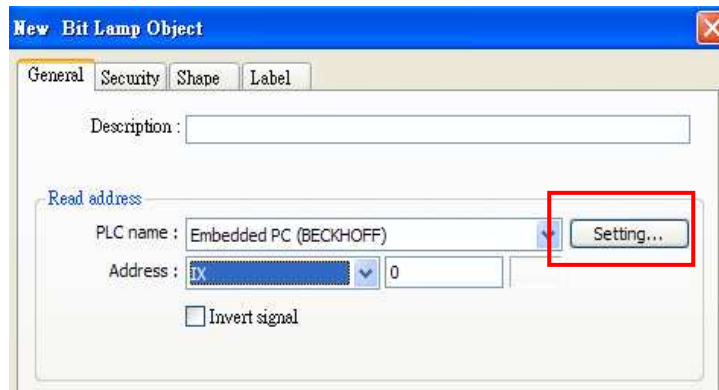 New Bit Lamp Object
General Security Shape Label
Description :
Read address
PLC name : Embedded PC (BECKHOFF) Setting...
Address : IX 0
Invert signal